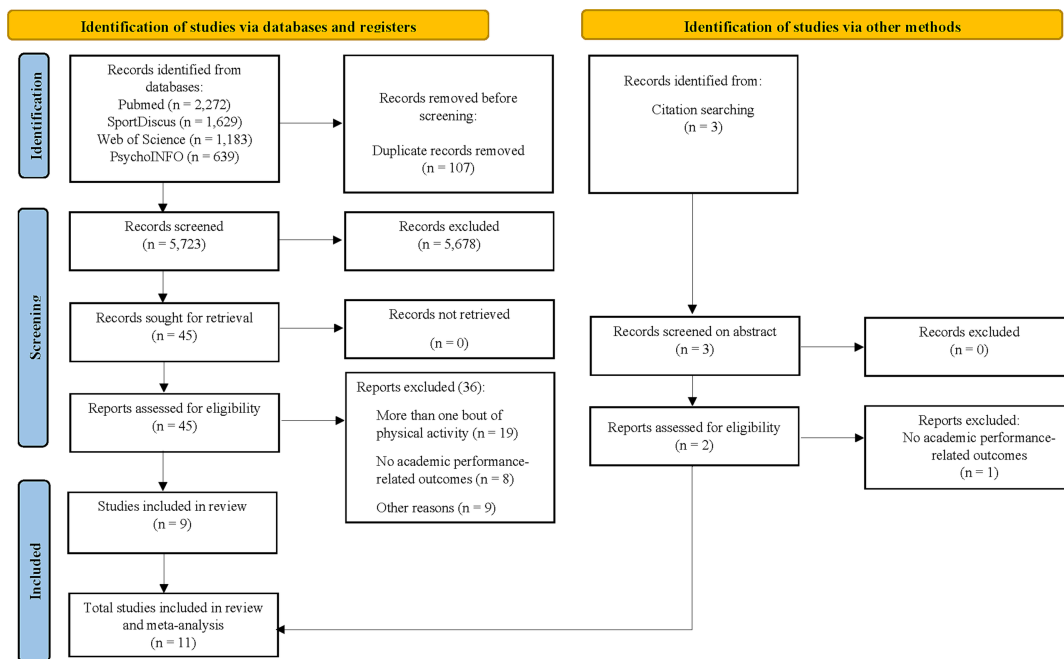 Identification of studies via databases and registers
Identification of studies via other methods
Identification
Records identified from
databases:
Pubmed (n = 2,272)
SportDiscus (n = 1,629)
Web of Science (n = 1,183)
PsychoINFO (n = 639)
Records removed before
screening:
Duplicate records removed
(n = 107)
Records identified from:
Citation searching
(n = 3)
Screening
Records screened
(n = 5,723)
Records excluded
(n = 5,678)
Records sought for retrieval
(n = 45)
Records not retrieved
(n = 0)
Records screened on abstract
(n = 3)
Records excluded
(n = 0)
Reports assessed for eligibility
(n = 45)
Reports excluded (36):
More than one bout of
physical activity (n = 19)
No academic performance-
related outcomes (n = 8)
Other reasons (n = 9)
Reports assessed for eligibility
(n = 2)
Reports excluded:
No academic performance-
related outcomes
(n = 1)
Included
Studies included in review
(n = 9)
Total studies included in review
and meta-analysis
(n = 11)